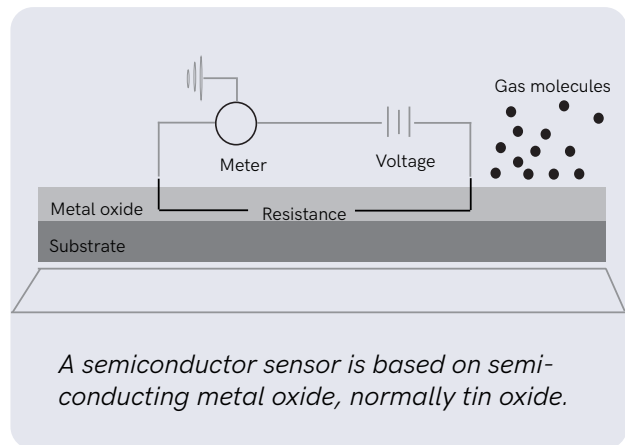 Gas molecules
Meter
Voltage
Metal oxide
Resistance
Substrate
A semiconductor sensor is based on semi-
conducting metal oxide, normally tin oxide.